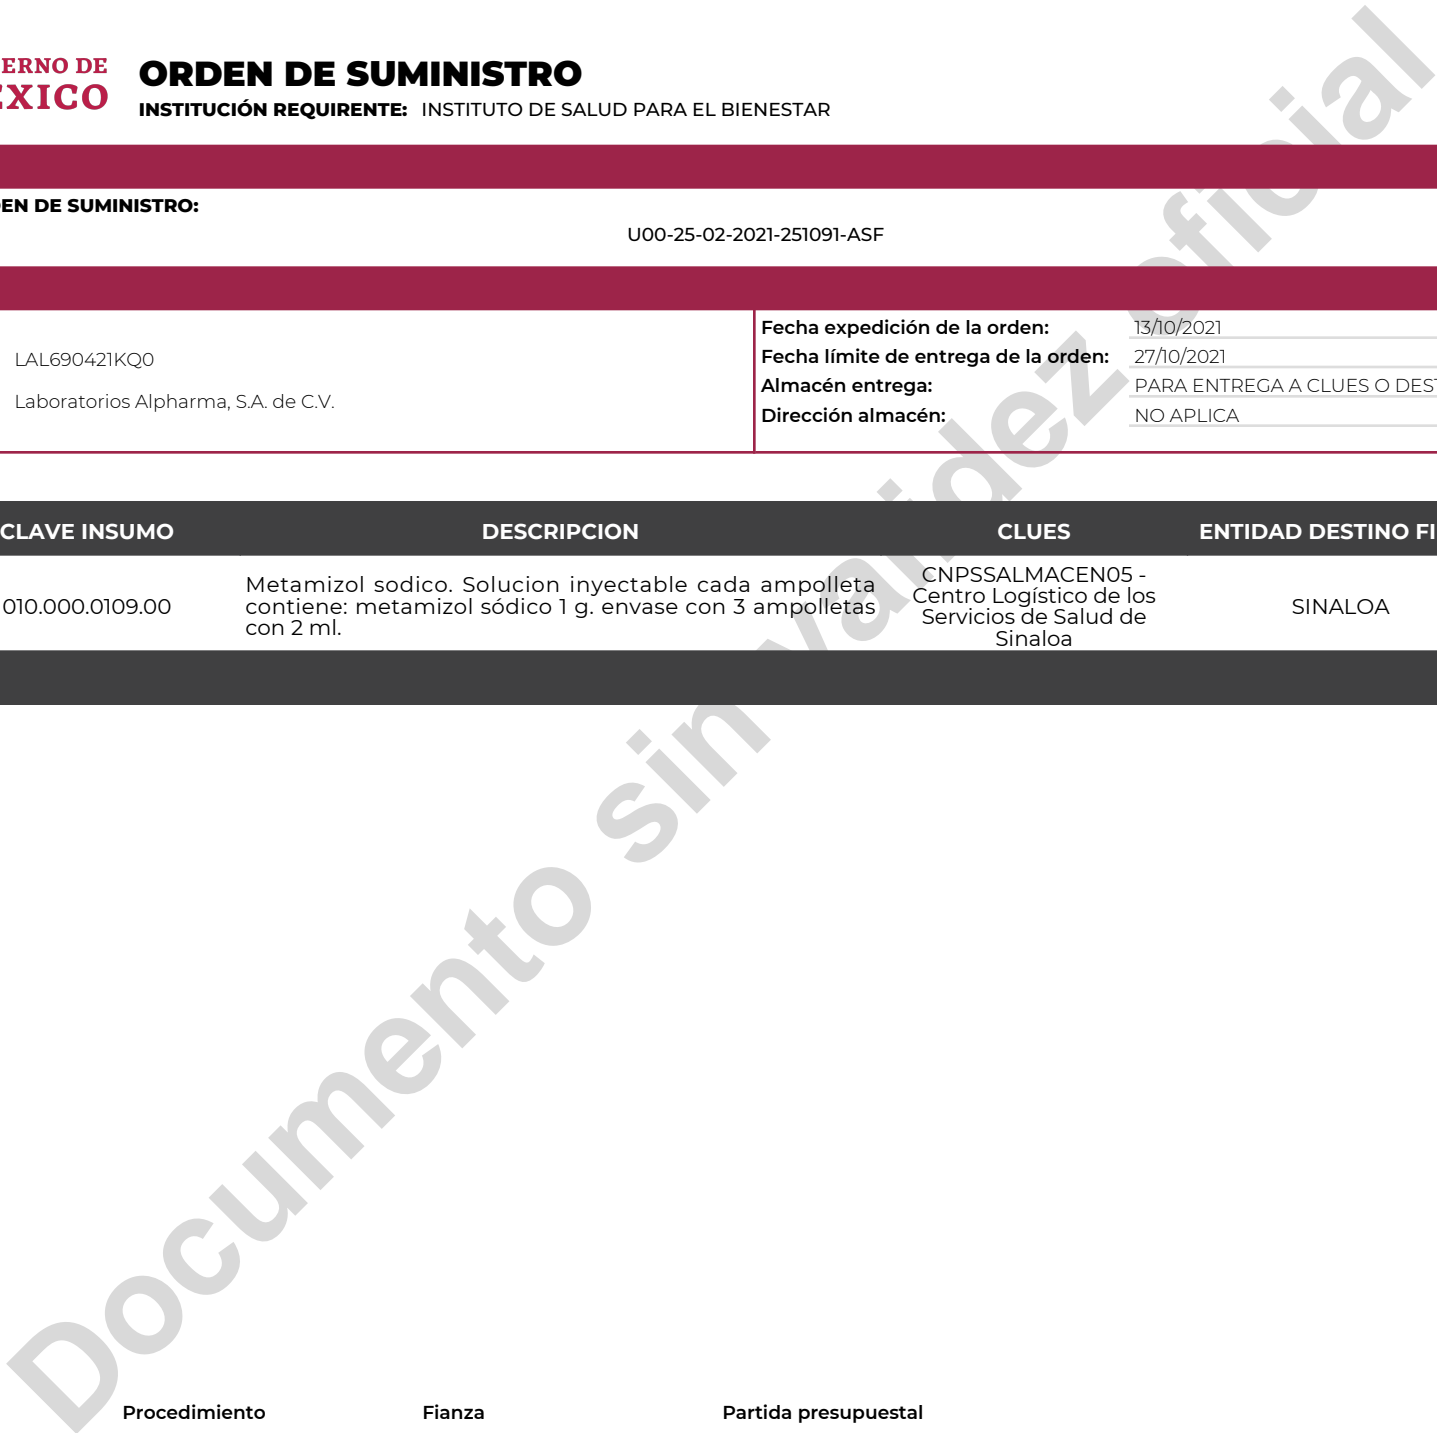 ERNO DE
EXICO
ORDEN DE SUMINISTRO
INSTITUCIÓN REQUIRENTE: INSTITUTO DE SALUD PARA EL BIENESTAR
EN DE SUMINISTRO:
U00-25-02-2021-251091-ASF
LAL690421KQ0
Laboratorios Alpharma, S.A. de C.V.
Fecha expedición de la orden: 13/10/2021
Fecha límite de entrega de la orden: 27/10/2021
Almacén entrega: PARA ENTREGA A CLUES O DEST
Dirección almacén: NO APLICA
CLAVE INSUMO DESCRIPCION CLUES ENTIDAD DESTINO FI
010.000.0109.00
Metamizol sodico. Solucion inyectable cada ampolleta
contiene: metamizol sódico 1 g. envase con 3 ampolletas
con 2 ml.
CNPSSALMACEN05 -
Centro Logístico de los
Servicios de Salud de
Sinaloa
SINALOA
Documento sin validez oficial
Procedimiento Fianza Partida presupuestal